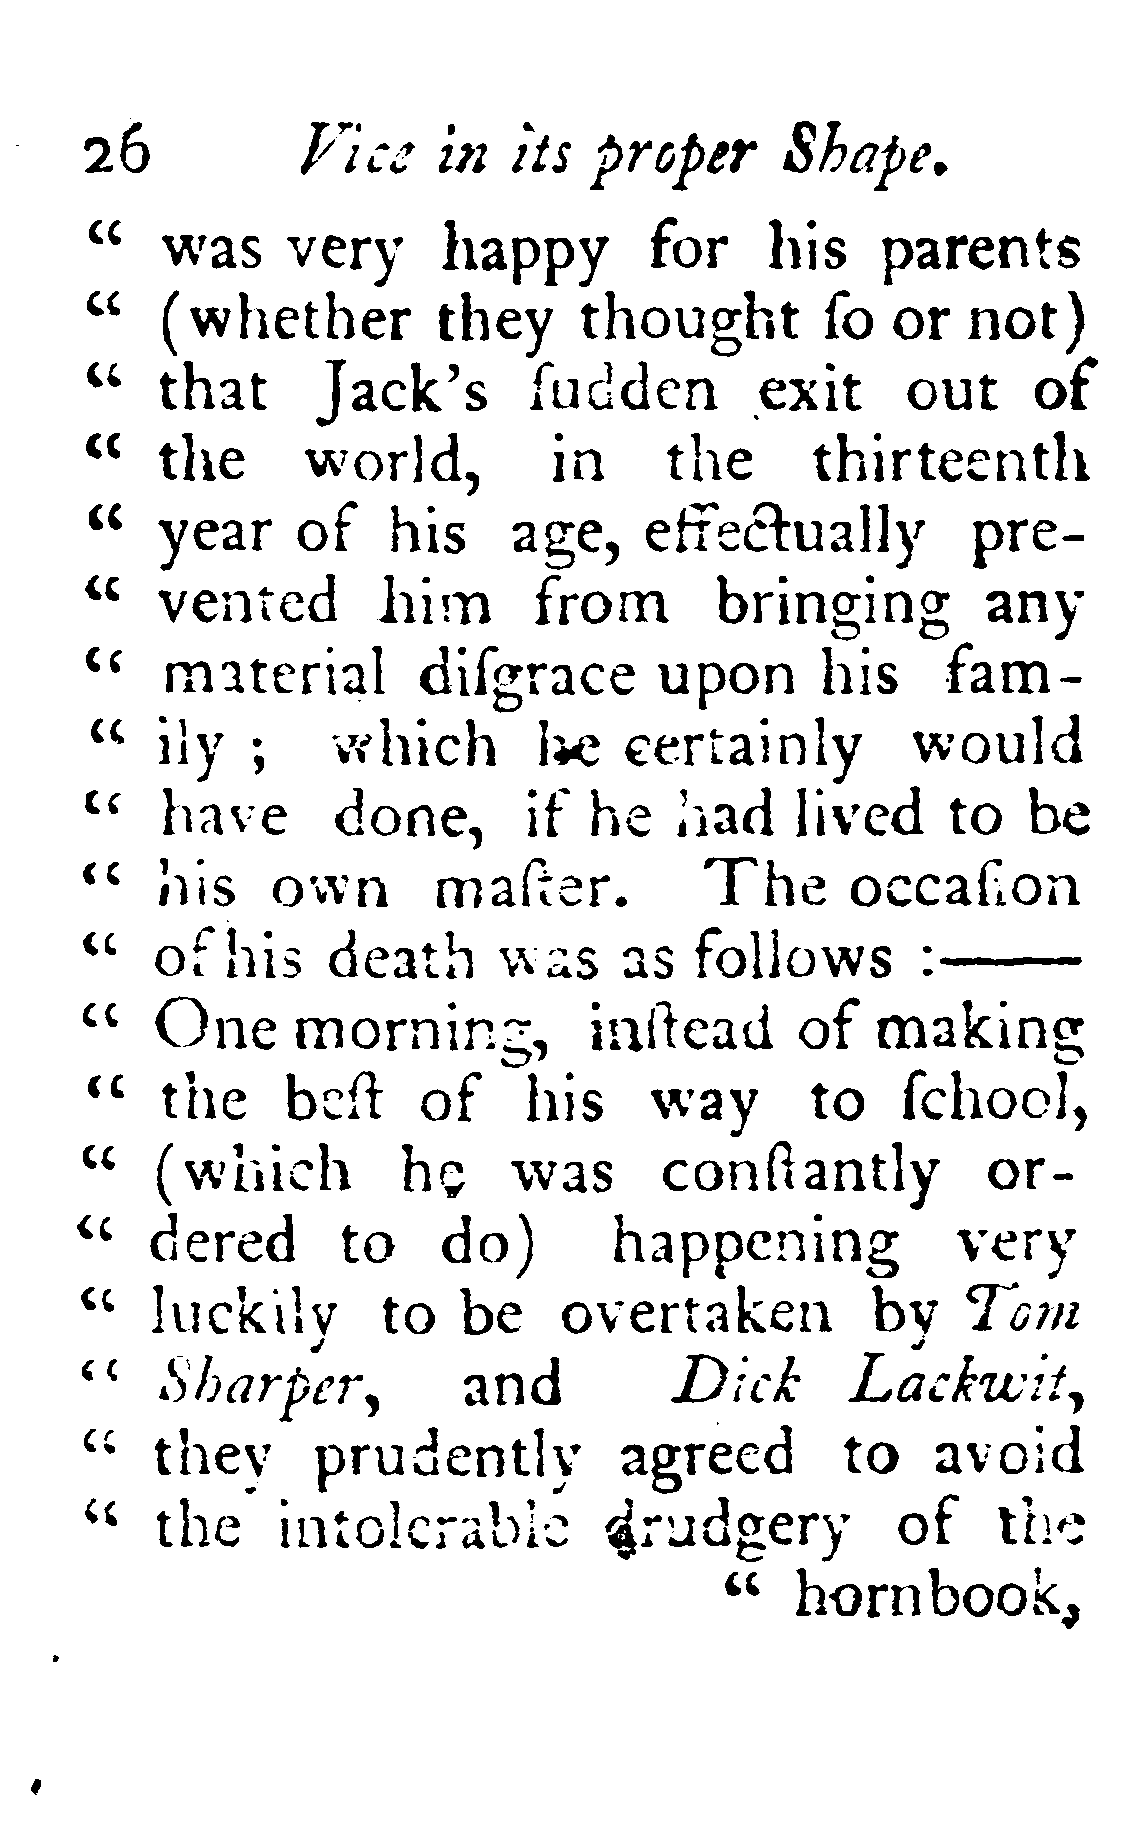 26 Vice in its proper Shape.
“ was very happy for his parents
“ (whether they thought ſo or not)
“ that Jack's ſudden exit out of
“ the world, in the thirteenth
“ year of his age, effectually pre-
“ vented him from bringing any
“ material diſgrace upon his fam-
“ ily ; which he certainly would
“ have done, if he had lived to be
“ his own maſter. The occaſion
“ of his death was as follows :——
“ One morning, inſtead of making
“ the beſt of his way to ſchool,
“ (which he was conſtantly or-
“ dered to do) happening very
“ luckily to be overtaken by Tom
“ Sharper, and Dick Lackwit,
“ they prudently agreed to avoid
“ the intolerable drudgery of the
“ hornbook,